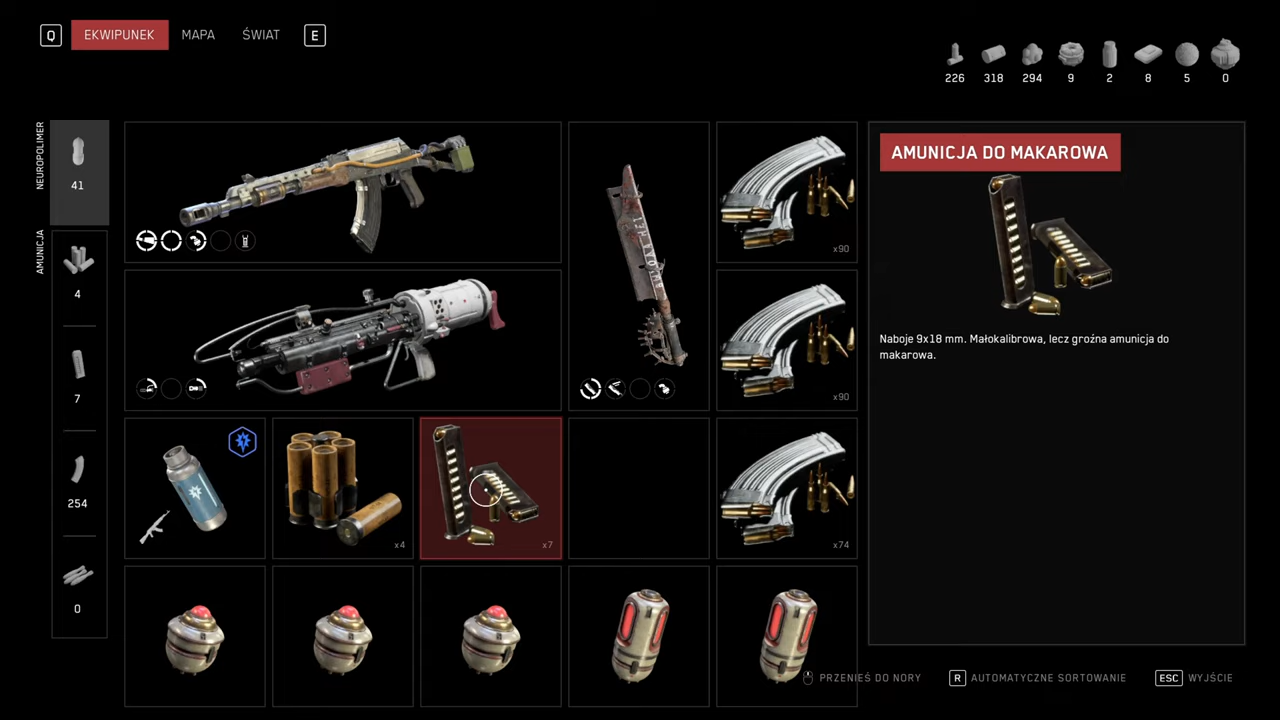 Q EKWIPUNEK MAPA ŚWIAT E
226 318 294 9 2 8 5 0
NEUROPOLIMER
41
AMUNICJA
4
7
254
0
x90
x90
x4
x7
x74
AMUNICJA DO MAKAROWA
Naboje 9x18 mm. Małokalibrowa, lecz groźna amunicja do
makarowa.
PRZENIEŚ DO NORY R AUTOMATYCZNE SORTOWANIE ESC WYJŚCIE